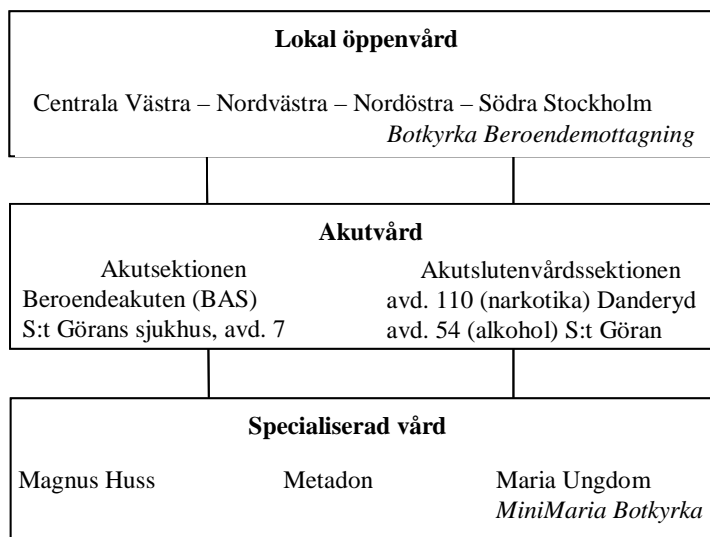 Lokal öppenvård
Centrala Västra – Nordvästra – Nordöstra – Södra Stockholm
Botkyrka Beroendemottagning
Akutvård
Akutsektionen
Beroendeakuten (BAS)
S:t Görans sjukhus, avd. 7
Akutslutenvårdssektionen
avd. 110 (narkotika) Danderyd
avd. 54 (alkohol) S:t Göran
Specialiserad vård
Magnus Huss
Metadon
Maria Ungdom
MiniMaria Botkyrka